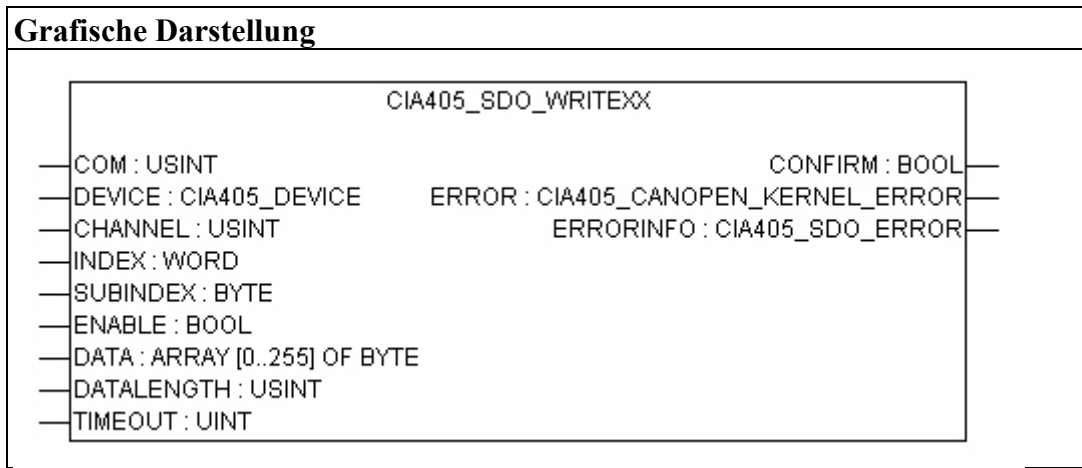 Grafische Darstellung
CIA405_SDO_WRITEXX
COM : USINT CONFIRM : BOOL
DEVICE : CIA405_DEVICE ERROR : CIA405_CANOPEN_KERNEL_ERROR
CHANNEL : USINT ERRORINFO : CIA405_SDO_ERROR
INDEX : WORD
SUBINDEX : BYTE
ENABLE : BOOL
DATA : ARRAY [0..255] OF BYTE
DATALENGTH : USINT
TIMEOUT : UINT